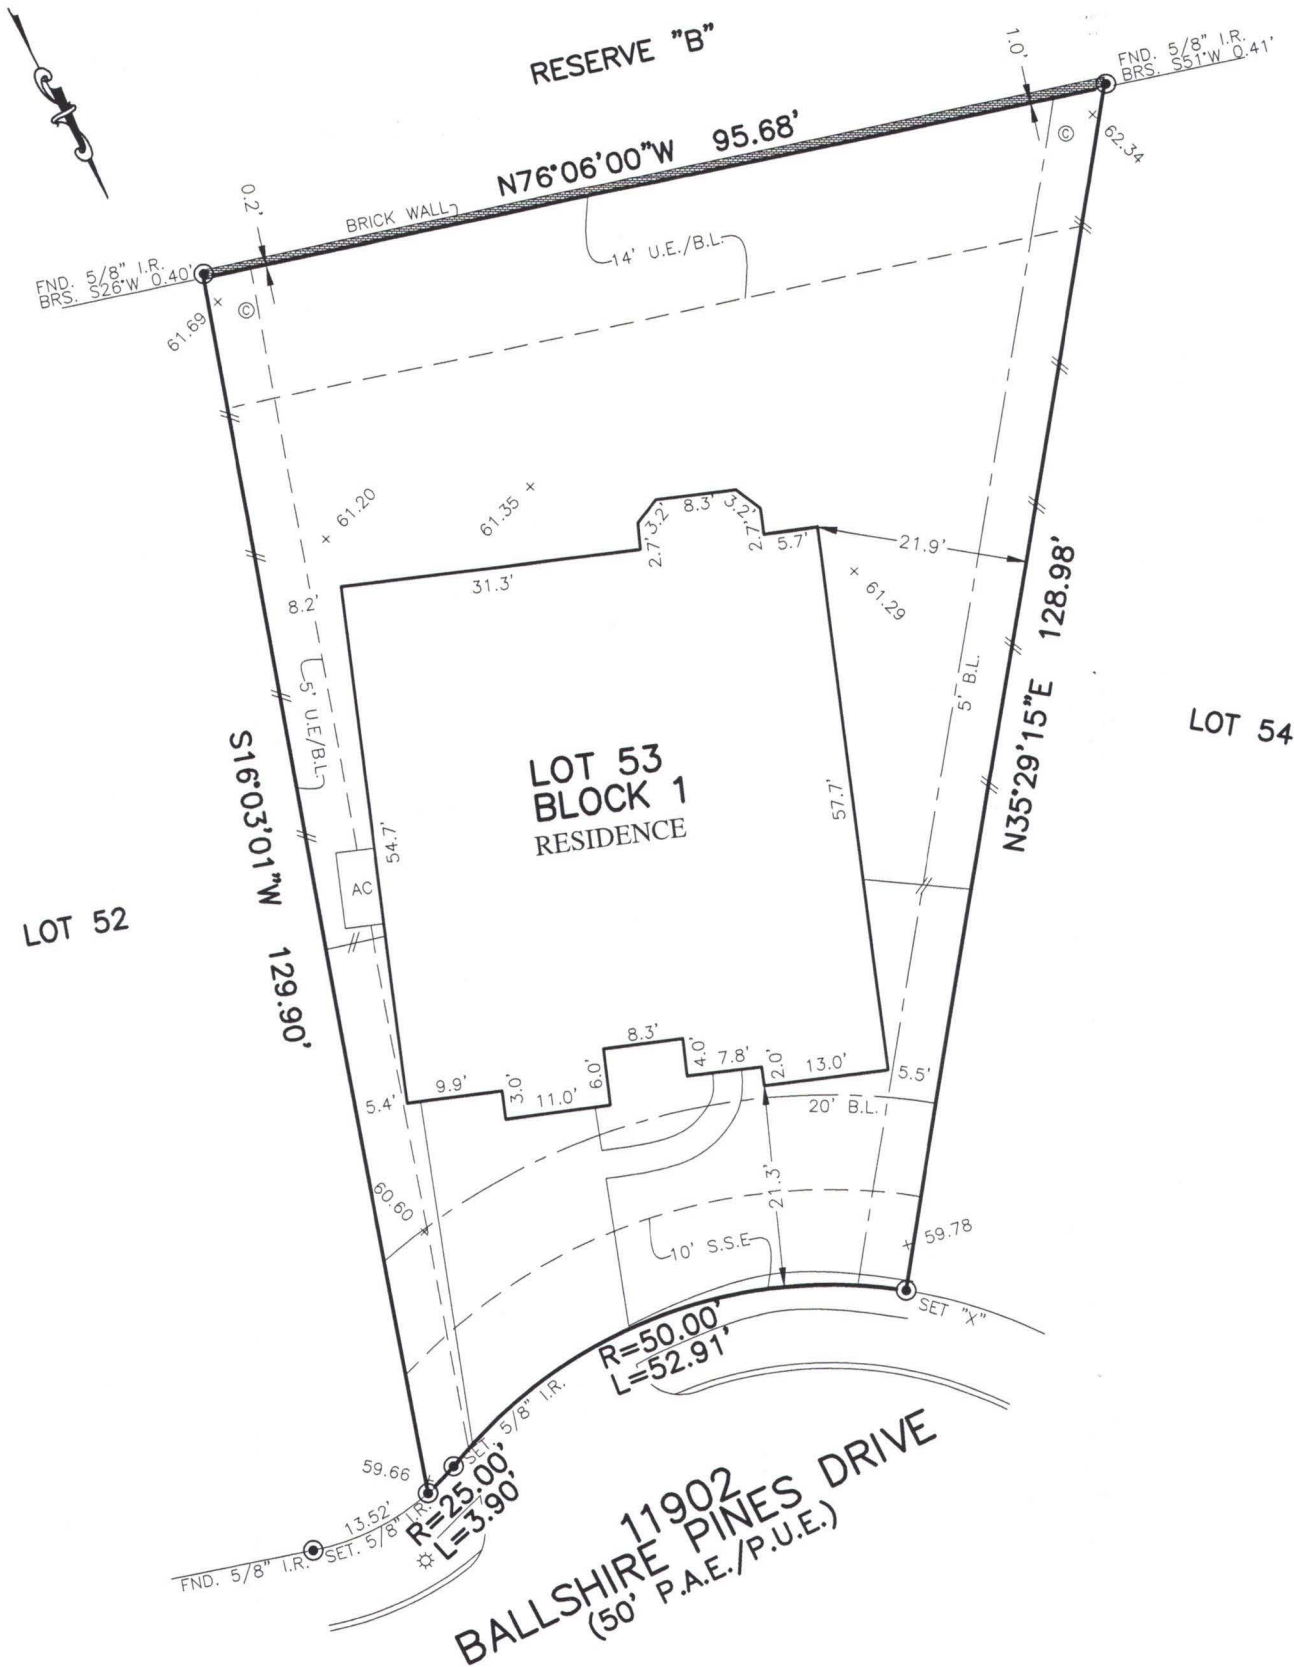 RESERVE "B"
1.0'
FND. 5/8" I.R.
BRS. S51°W 0.41'
N76°06'00"W 95.68'
62.34
©
0.2'
BRICK WALL
14' U.E./B.L.
FND. 5/8" I.R.
BRS. S26°W 0.40'
61.69
©
61.20
61.35
3.2'
8.3'
3.2'
2.7'
2.7'
5.7'
21.9'
31.3'
61.29
8.2'
5' U.E/B.L.
5' B.L.
N35°29'15"E 128.98'
LOT 54
S16°03'01"W 129.90'
LOT 53
BLOCK 1
RESIDENCE
54.7'
57.7'
AC
LOT 52
8.3'
4.0'
7.8'
2.0'
13.0'
5.5'
9.9'
3.0'
11.0'
6.0'
5.4'
20' B.L.
21.3'
60.60
10' S.S.E
59.78
SET "X"
R=50.00'
L=52.91'
SET. 5/8" I.R.
59.66
R=25.00'
L=3.90'
13.52'
SET. 5/8" I.R.
FND. 5/8" I.R.
11902
BALLSHIRE PINES DRIVE
(50' P.A.E./P.U.E.)